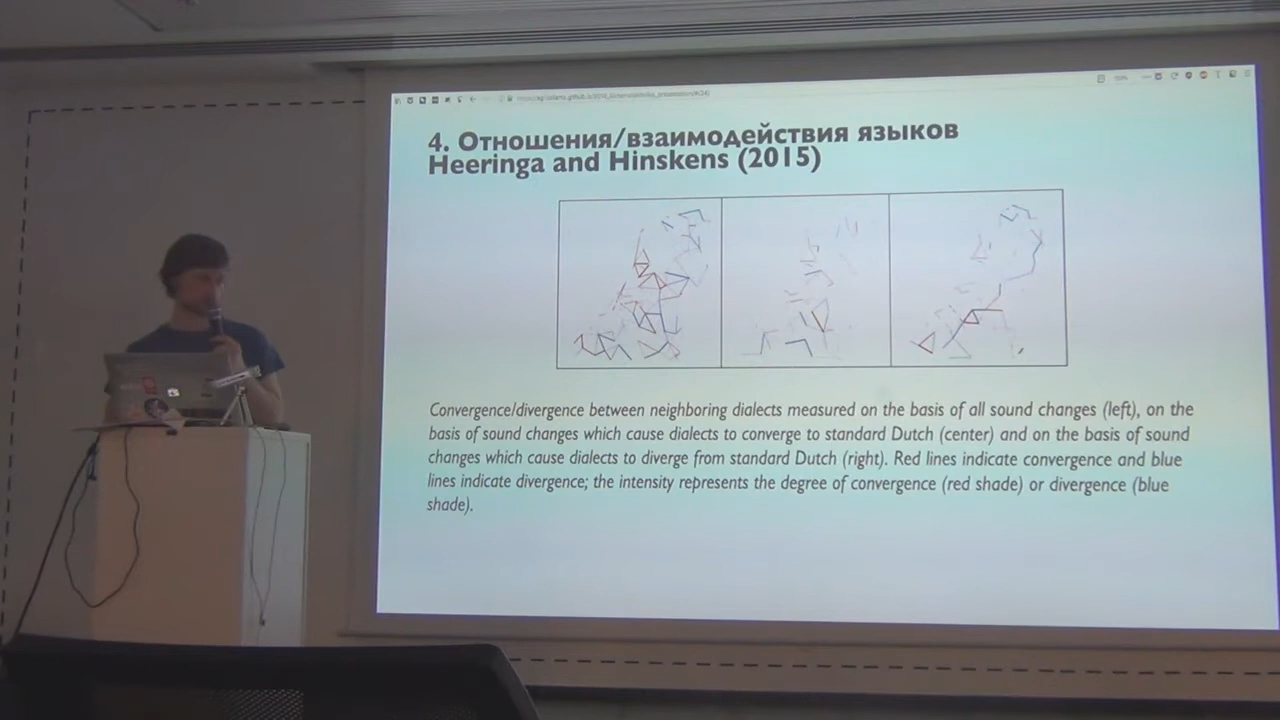 4. Отношения/взаимодействия языков
Heeringa and Hinskens (2015)
Convergence/divergence between neighboring dialects measured on the basis of all sound changes (left), on the
basis of sound changes which cause dialects to converge to standard Dutch (center) and on the basis of sound
changes which cause dialects to diverge from standard Dutch (right). Red lines indicate convergence and blue
lines indicate divergence; the intensity represents the degree of convergence (red shade) or divergence (blue
shade).